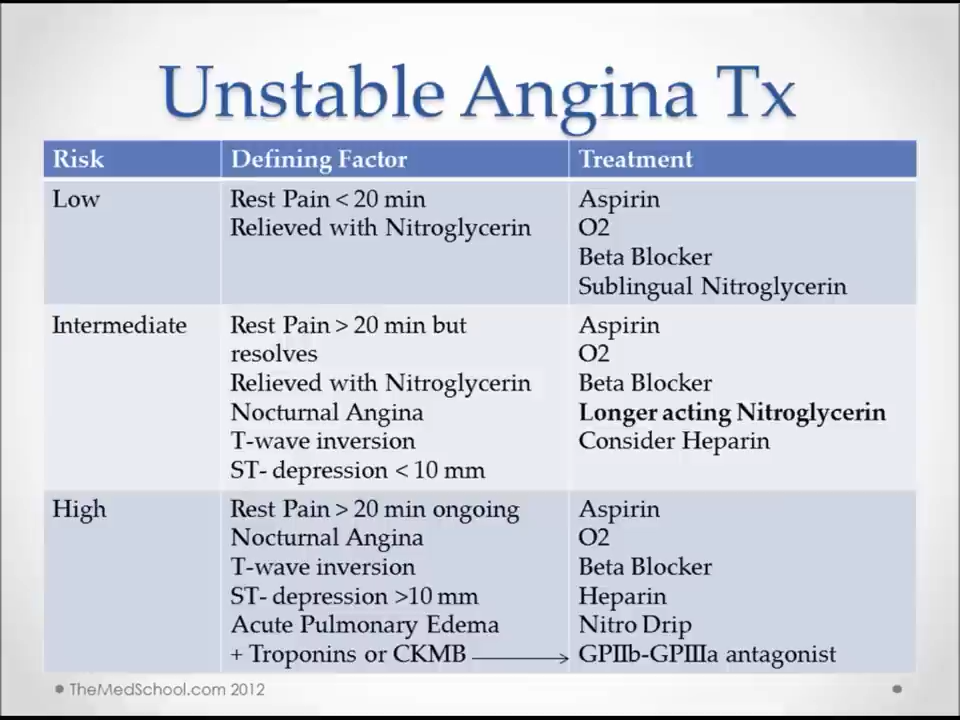 Unstable Angina Tx
Risk Defining Factor Treatment
Low
Rest Pain < 20 min
Relieved with Nitroglycerin
Aspirin
O2
Beta Blocker
Sublingual Nitroglycerin
Intermediate
Rest Pain > 20 min but
resolves
Relieved with Nitroglycerin
Nocturnal Angina
T-wave inversion
ST- depression < 10 mm
Aspirin
O2
Beta Blocker
Longer acting Nitroglycerin
Consider Heparin
High
Rest Pain > 20 min ongoing
Nocturnal Angina
T-wave inversion
ST- depression >10 mm
Acute Pulmonary Edema
+ Troponins or CKMB
Aspirin
O2
Beta Blocker
Heparin
Nitro Drip
GPIIb-GPIIIa antagonist
TheMedSchool.com 2012